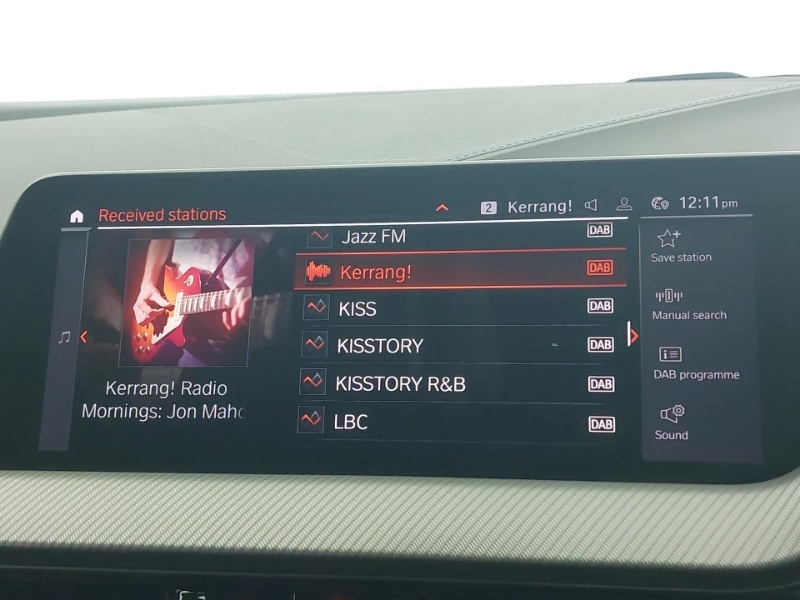 Received stations
2 Kerrang! 12:11 pm
Jazz FM DAB
Kerrang! DAB
KISS DAB
KISSTORY DAB
KISSTORY R&B DAB
LBC DAB
Kerrang! Radio
Mornings: Jon Mah
Save station
Manual search
DAB programme
Sound